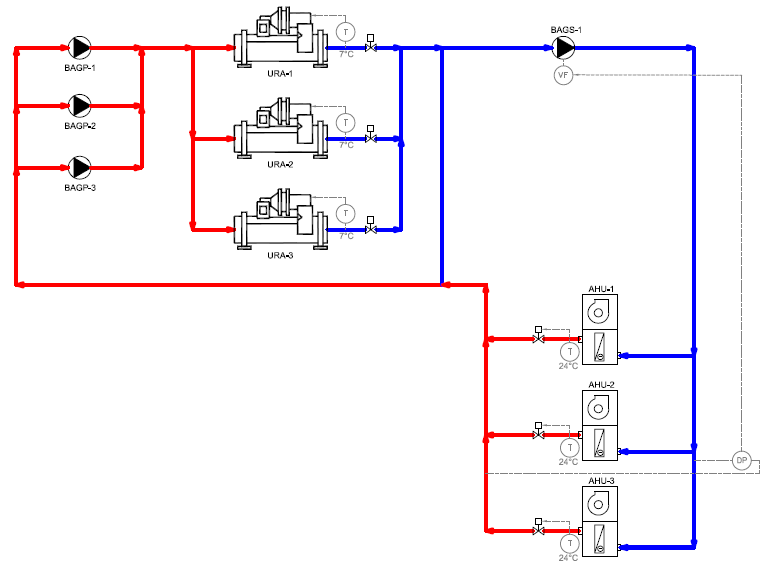 BAGP-1
BAGP-2
BAGP-3
URA-1
T
7°C
URA-2
T
7°C
URA-3
T
7°C
BAGS-1
VF
AHU-1
T
24°C
AHU-2
T
24°C
DP
AHU-3
T
24°C